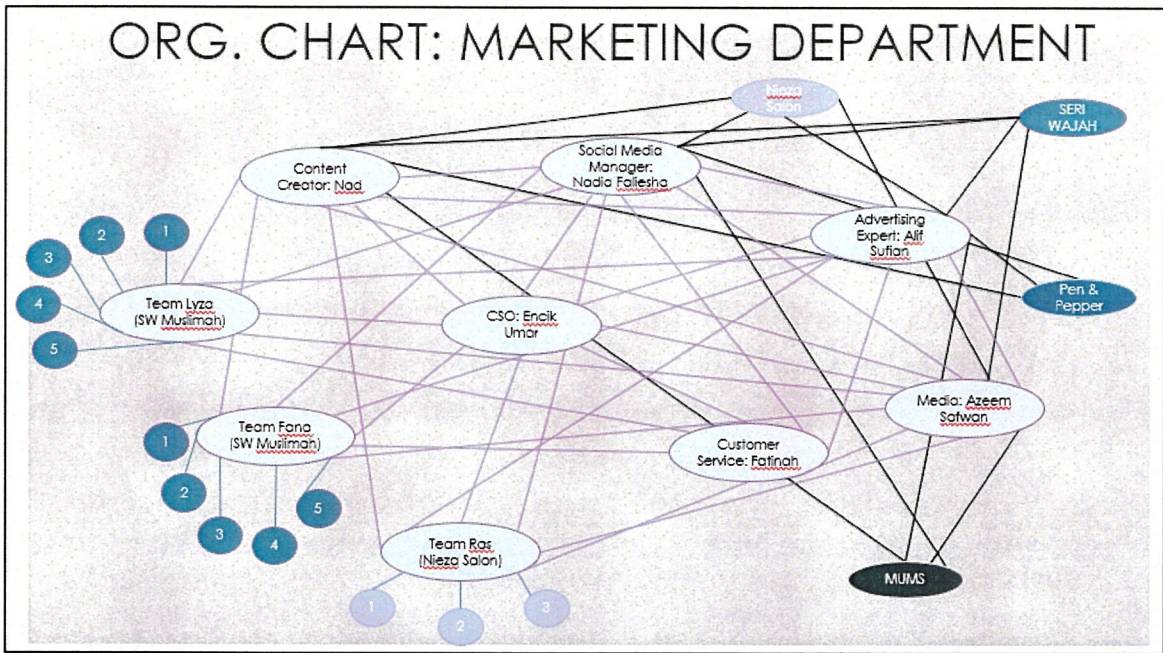 ORG. CHART: MARKETING DEPARTMENT
Nieza
Salon
SERI
WAJAH
Content
Creator: Nad
Social Media
Manager:
Nadia Faliesha
Advertising
Expert: Alif
Sufian
1
2
3
4
5
Team Lyza
(SW Muslimah)
CSO: Encik
Umar
Pen &
Pepper
Media: Azeem
Safwan
Team Fana
(SW Muslimah)
1
2
3
4
5
Customer
Service: Fatinah
Team Ras
(Nieza Salon)
1
2
3
MUMS